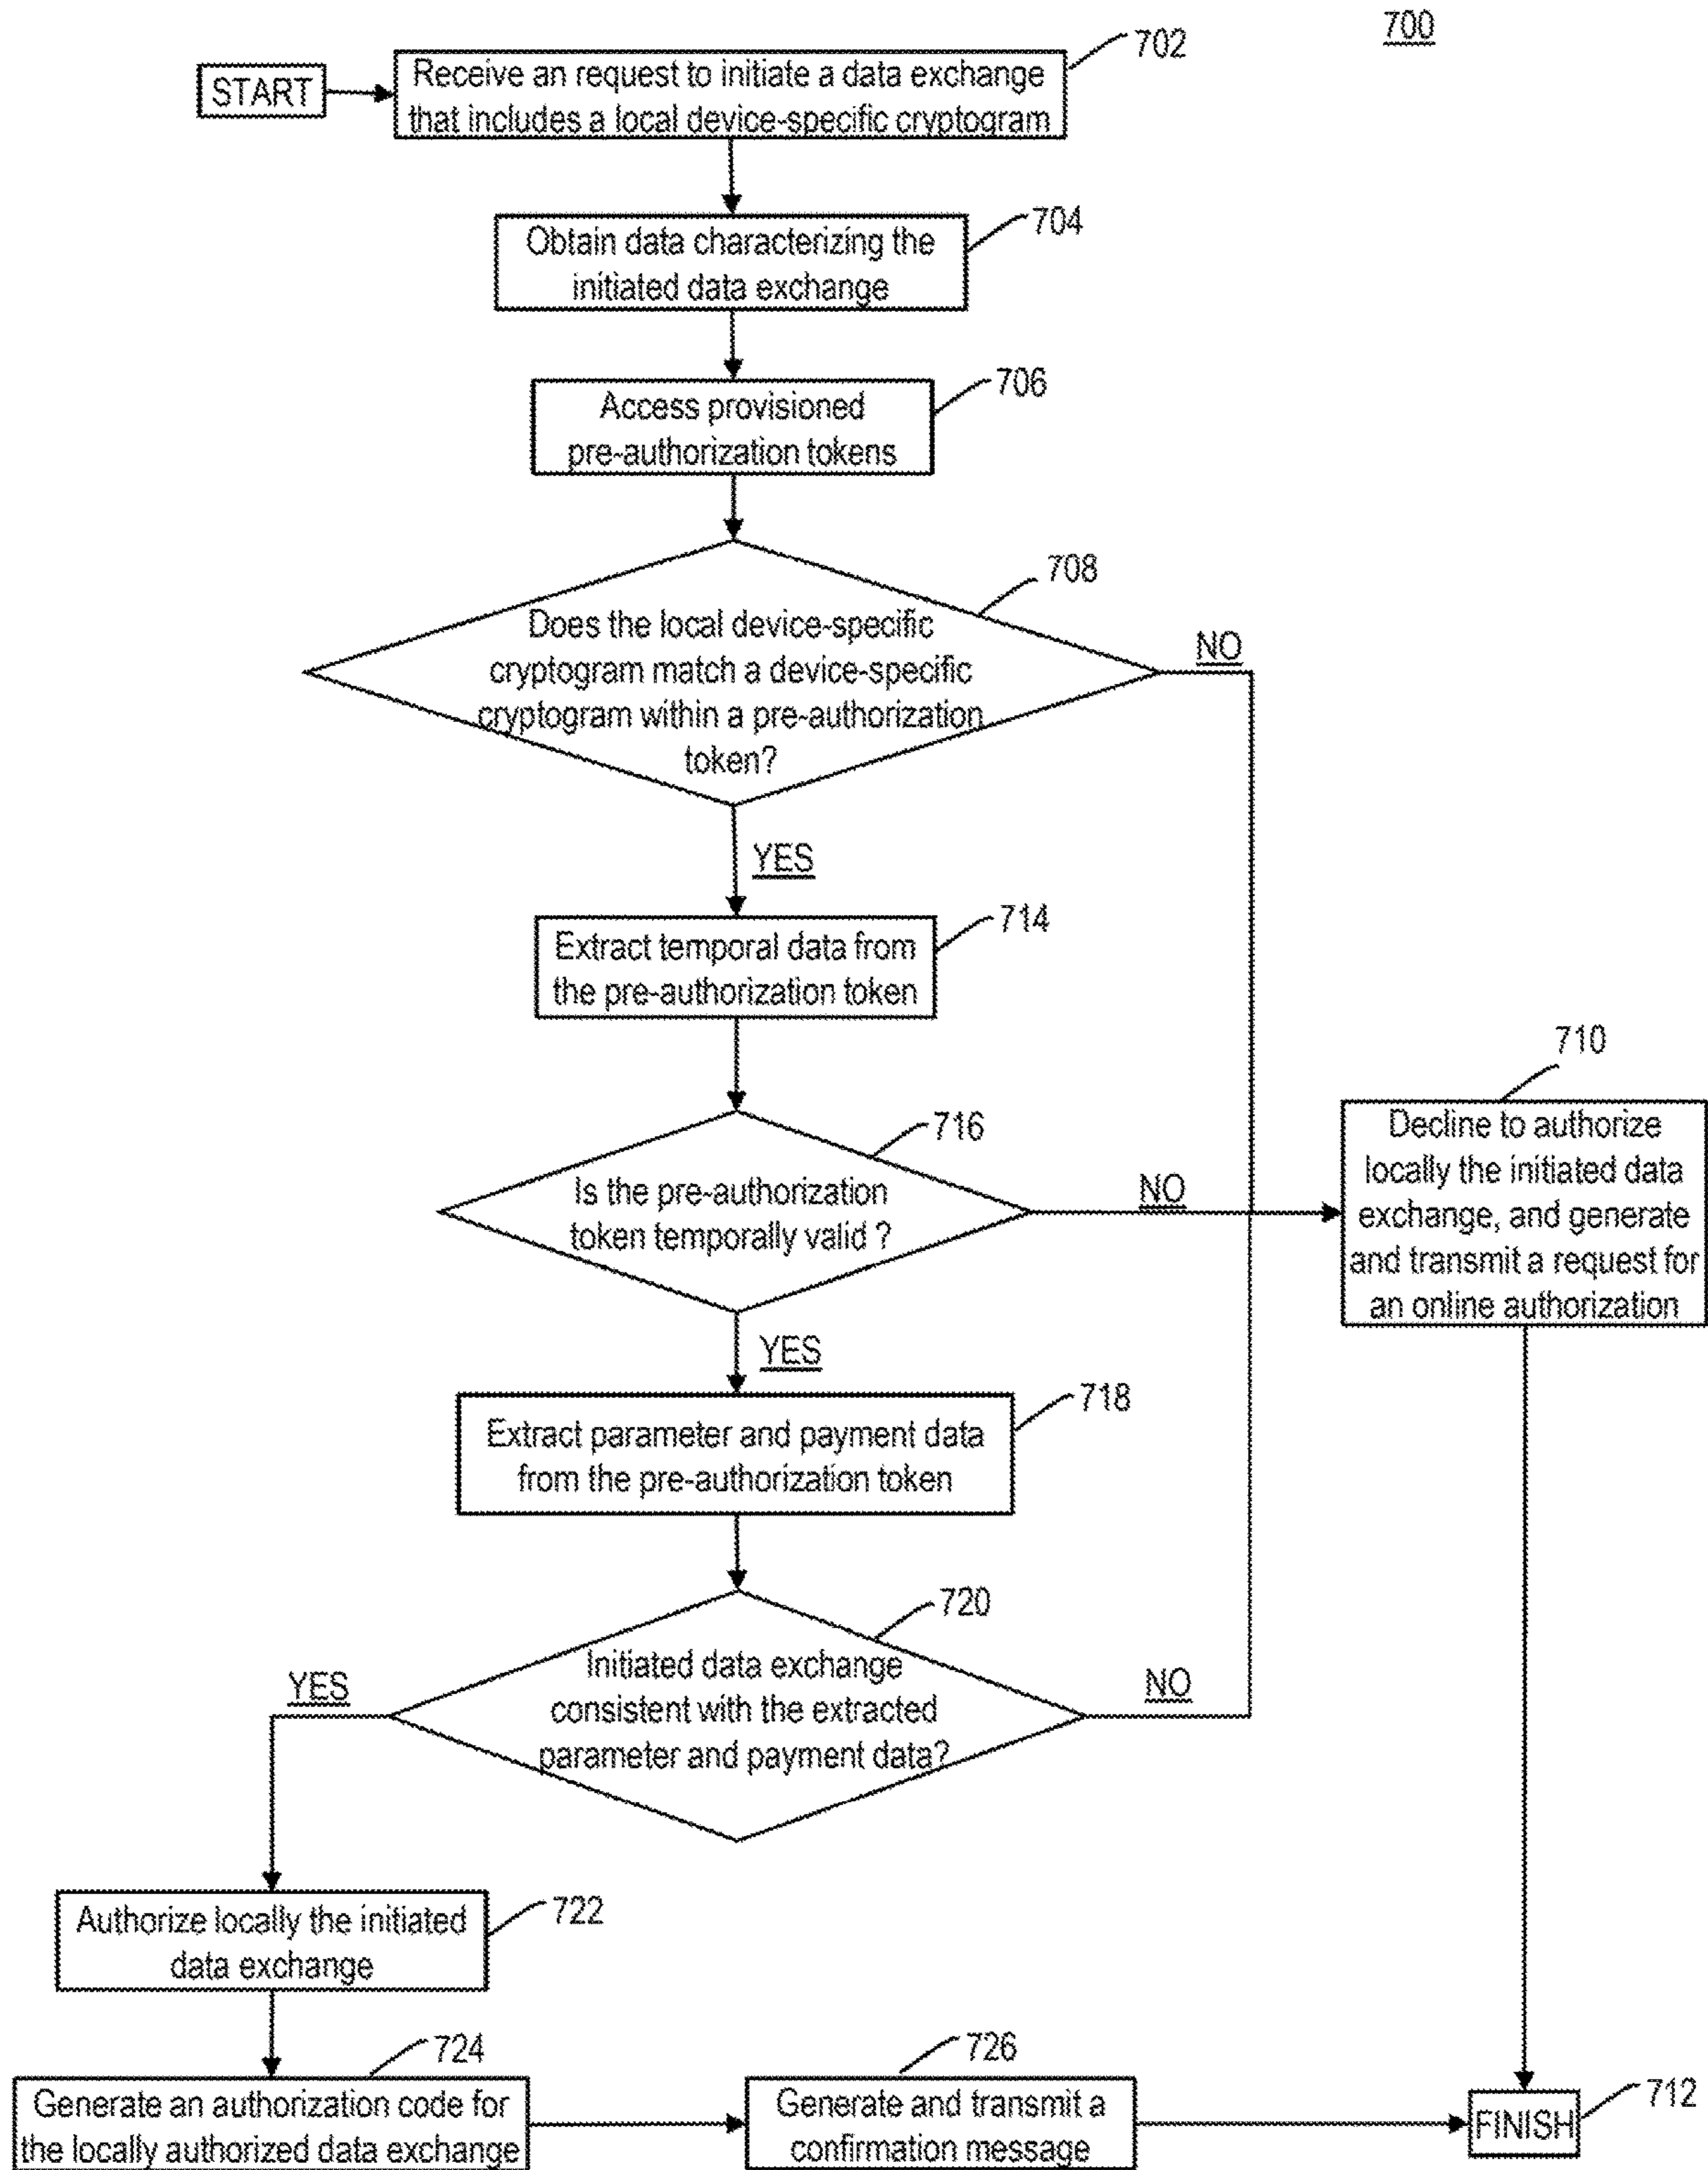 700
START
702
Receive an request to initiate a data exchange
that includes a local device-specific cryptogram
704
Obtain data characterizing the
initiated data exchange
706
Access provisioned
pre-authorization tokens
708
Does the local device-specific
cryptogram match a device-specific
cryptogram within a pre-authorization
token?
NO
YES
714
Extract temporal data from
the pre-authorization token
716
Is the pre-authorization
token temporally valid ?
NO
710
Decline to authorize
locally the initiated data
exchange, and generate
and transmit a request for
an online authorization
YES
718
Extract parameter and payment data
from the pre-authorization token
720
Initiated data exchange
consistent with the extracted
parameter and payment data?
YES
NO
722
Authorize locally the initiated
data exchange
724
Generate an authorization code for
the locally authorized data exchange
726
Generate and transmit a
confirmation message
712
FINISH